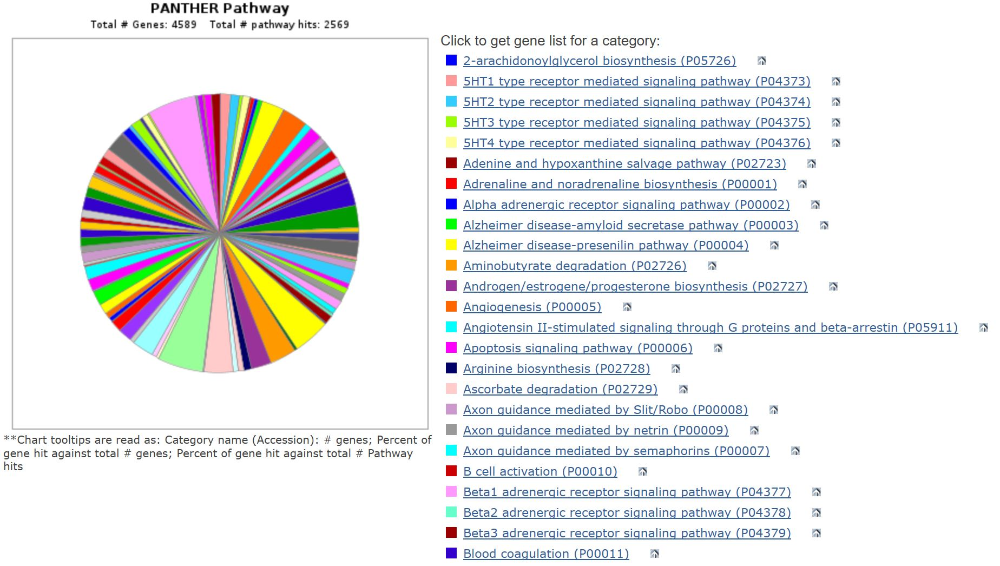 PANTHER Pathway
Total # Genes: 4589 Total # pathway hits: 2569
Click to get gene list for a category:
2-arachidonoylglycerol biosynthesis (P05726)
5HT1 type receptor mediated signaling pathway (P04373)
5HT2 type receptor mediated signaling pathway (P04374)
5HT3 type receptor mediated signaling pathway (P04375)
5HT4 type receptor mediated signaling pathway (P04376)
Adenine and hypoxanthine salvage pathway (P02723)
Adrenaline and noradrenaline biosynthesis (P00001)
Alpha adrenergic receptor signaling pathway (P00002)
Alzheimer disease-amyloid secretase pathway (P00003)
Alzheimer disease-presenilin pathway (P00004)
Aminobutyrate degradation (P02726)
Androgen/estrogene/progesterone biosynthesis (P02727)
Angiogenesis (P00005)
Angiotensin II-stimulated signaling through G proteins and beta-arrestin (P05911)
Apoptosis signaling pathway (P00006)
Arginine biosynthesis (P02728)
Ascorbate degradation (P02729)
Axon guidance mediated by Slit/Robo (P00008)
Axon guidance mediated by netrin (P00009)
Axon guidance mediated by semaphorins (P00007)
B cell activation (P00010)
Beta1 adrenergic receptor signaling pathway (P04377)
Beta2 adrenergic receptor signaling pathway (P04378)
Beta3 adrenergic receptor signaling pathway (P04379)
Blood coagulation (P00011)
**Chart tooltips are read as: Category name (Accession): # genes; Percent of
gene hit against total # genes; Percent of gene hit against total # Pathway
hits